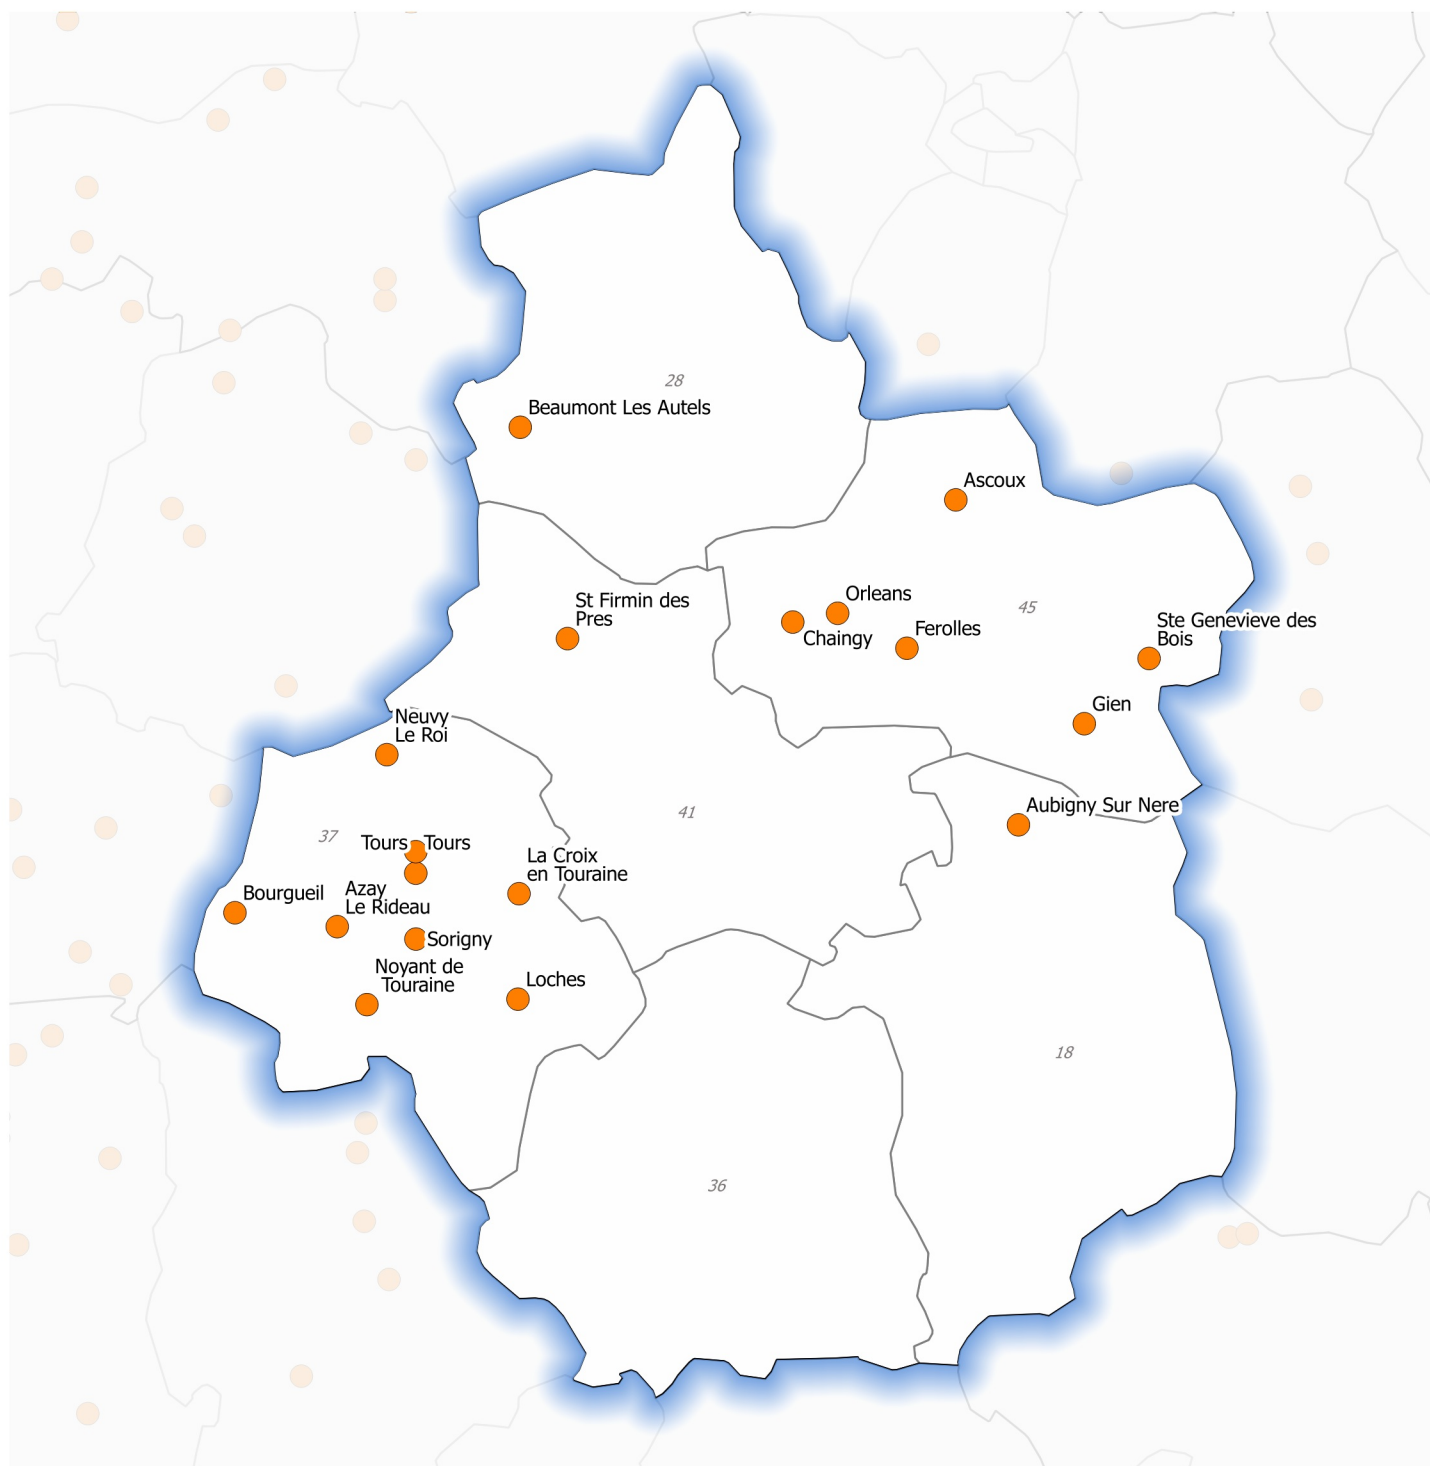 28
Beaumont Les Autels
Ascoux
Orleans
St Firmin des
Pres
45
Ste Genevieve des
Bois
Chaingy
Ferolles
Gien
Neuvy
Le Roi
Aubigny Sur Nere
41
37
Tours
Tours
La Croix
en Touraine
Bourgueil
Azay
Le Rideau
Sorigny
Noyant de
Touraine
Loches
18
36